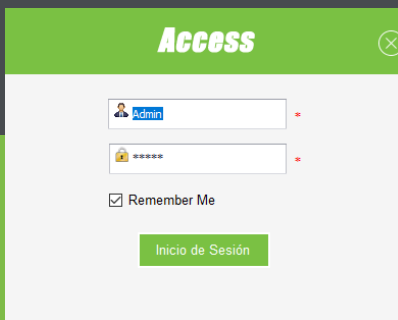 Access
Admin
*
*****
*
Remember Me
Inicio de Sesión